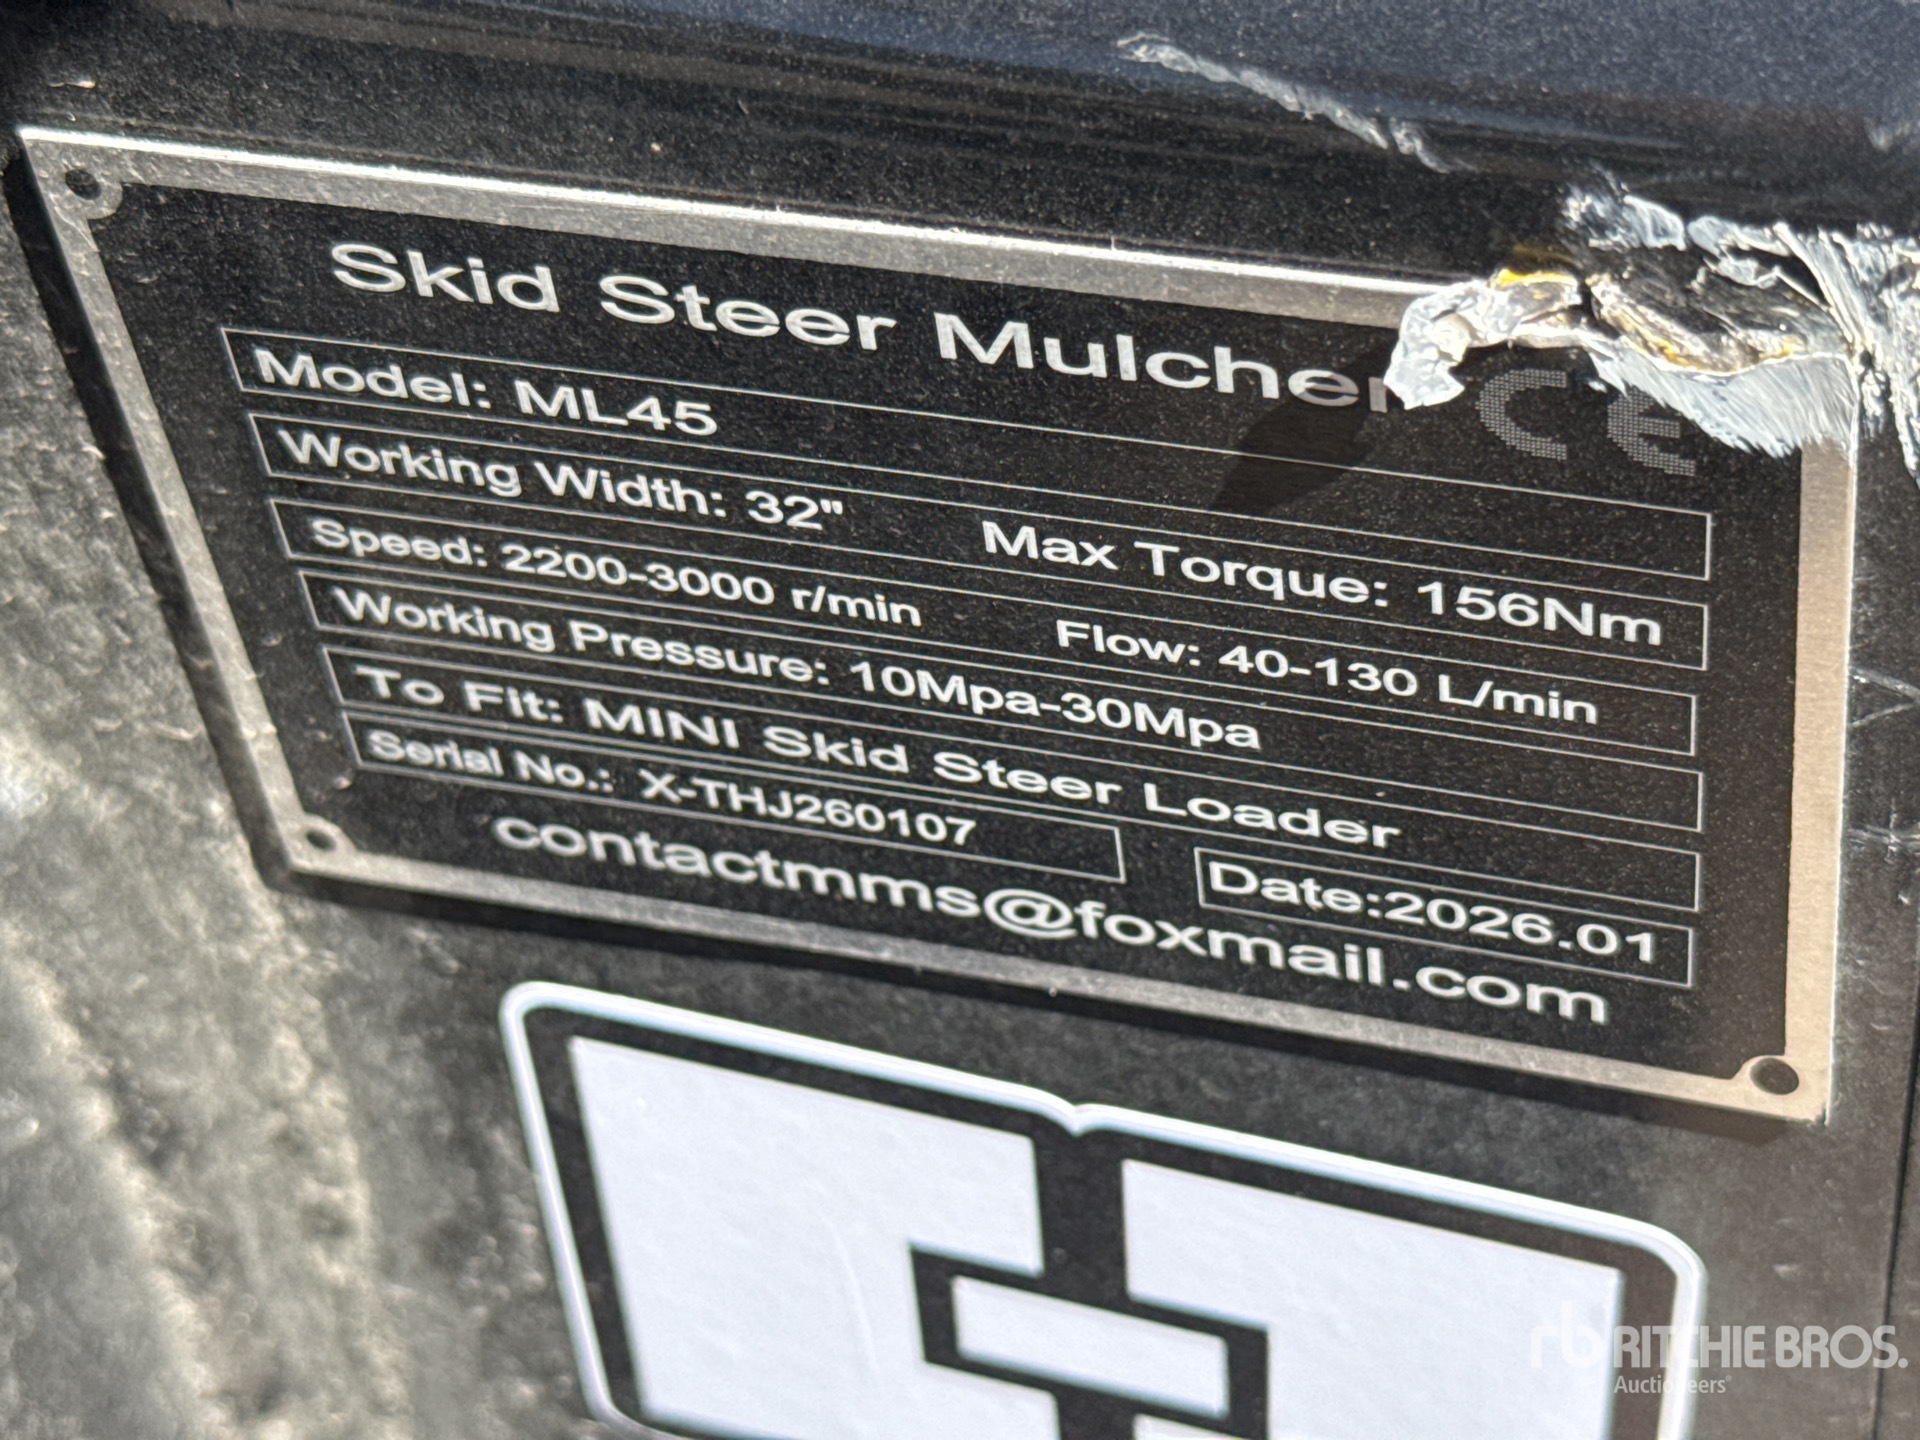 Skid Steer Mulcher CE
Model: ML45
Working Width: 32" Max Torque: 156Nm
Speed: 2200-3000 r/min Flow: 40-130 L/min
Working Pressure: 10Mpa-30Mpa
To Fit: MINI Skid Steer Loader
Serial No.: X-THJ260107 Date:2026.01
contactmms@foxmail.com
rb RITCHIE BROS.
Auctioneers